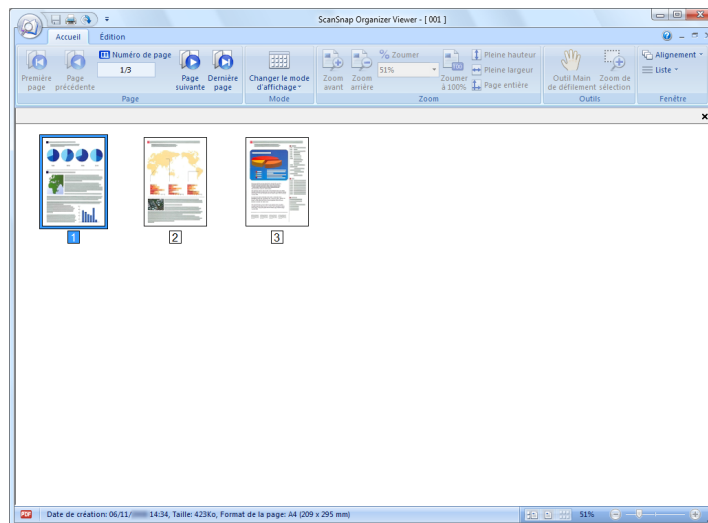 ScanSnap Organizer Viewer - [ 001 ]
Accueil Édition
Première page
Page précédente
Numéro de page
1/3
Page suivante
Dernière page
Changer le mode d'affichage
Zoom avant
Zoom arrière
% Zoumer
51%
Zoumer à 100%
Pleine hauteur
Pleine largeur
Page entière
Outil Main de défilement
Zoom de sélection
Alignement
Liste
Page Mode Zoom Outils Fenêtre
1 2 3
PDF Date de création: 06/11/ 14:34, Taille: 423Ko, Format de la page: A4 (209 x 295 mm) 51%